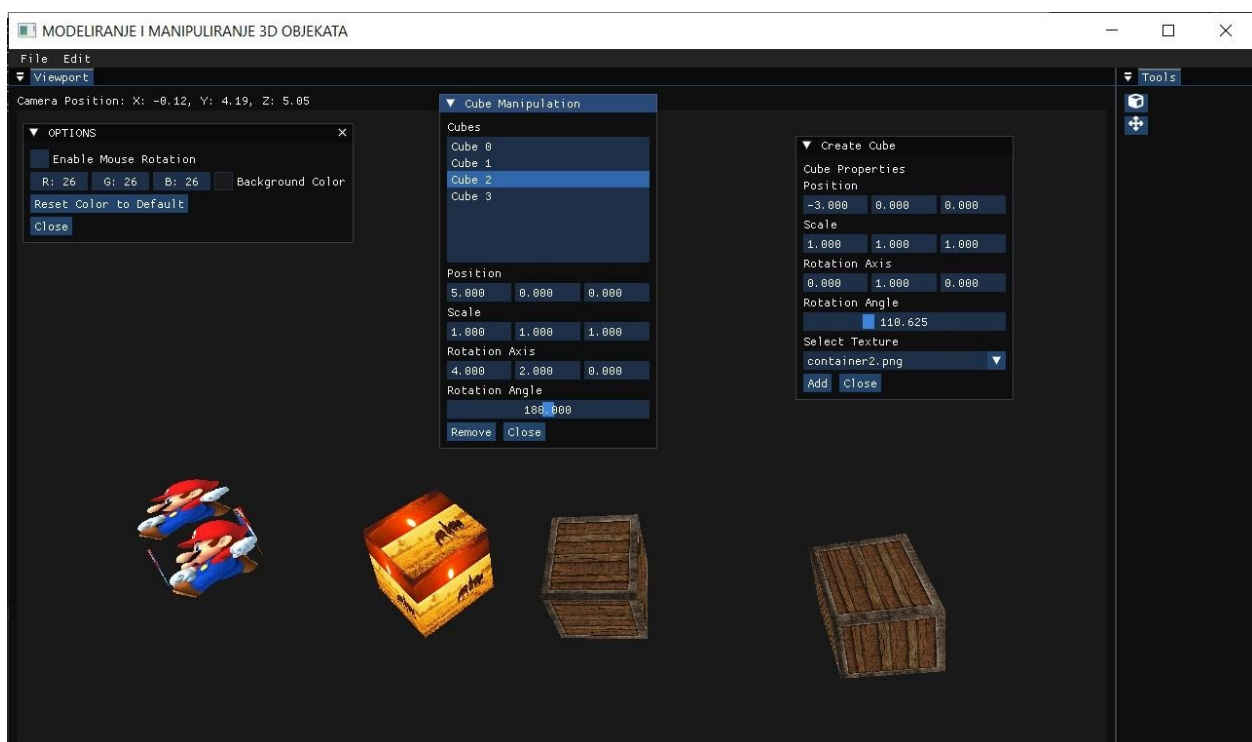 MODELIRANJE I MANIPULIRANJE 3D OBJEKATA
File Edit
Viewport
Tools
Camera Position: X: -0.12, Y: 4.19, Z: 5.05
OPTIONS
Enable Mouse Rotation
R: 26 G: 26 B: 26 Background Color
Reset Color to Default
Close
Cube Manipulation
Cubes
Cube 0
Cube 1
Cube 2
Cube 3
Position
5.000 0.000 0.000
Scale
1.000 1.000 1.000
Rotation Axis
4.000 2.000 0.000
Rotation Angle
180.000
Remove Close
Create Cube
Cube Properties
Position
-3.000 0.000 0.000
Scale
1.000 1.000 1.000
Rotation Axis
0.000 1.000 0.000
Rotation Angle
110.625
Select Texture
container2.png
Add Close